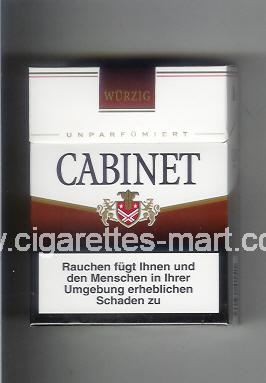 WÜRZIG
UNPARFÜMIERT
CABINET
www.cigarettes-mart.com
Rauchen fügt Ihnen und
den Menschen in Ihrer
Umgebung erheblichen
Schaden zu